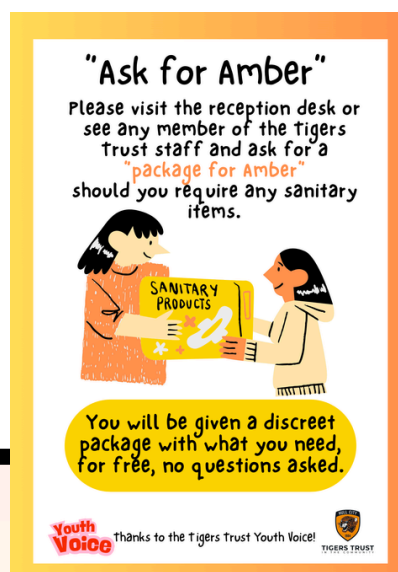 "Ask for Amber"
Please visit the reception desk or
see any member of the Tigers
Trust staff and ask for a
"package for Amber"
should you require any sanitary
items.
SANITARY
PRODUCTS
You will be given a discreet
package with what you need,
for free, no questions asked.
Youth
Voice
Thanks to the Tigers Trust Youth Voice!
TIGERS TRUST
IN THE COMMUNITY